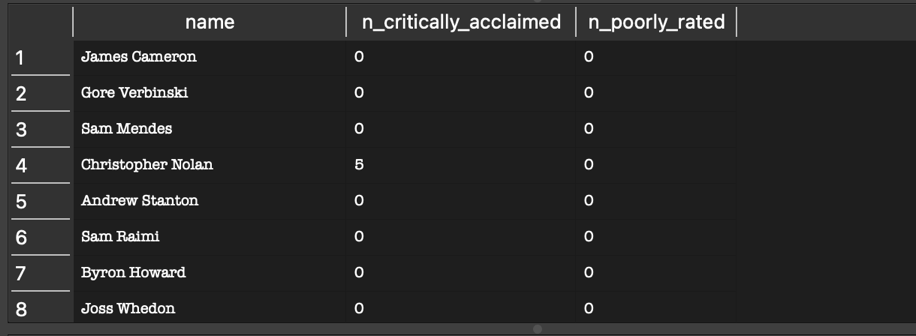 name n_critically_acclaimed n_poorly_rated
1 James Cameron 0 0
2 Gore Verbinski 0 0
3 Sam Mendes 0 0
4 Christopher Nolan 5 0
5 Andrew Stanton 0 0
6 Sam Raimi 0 0
7 Byron Howard 0 0
8 Joss Whedon 0 0